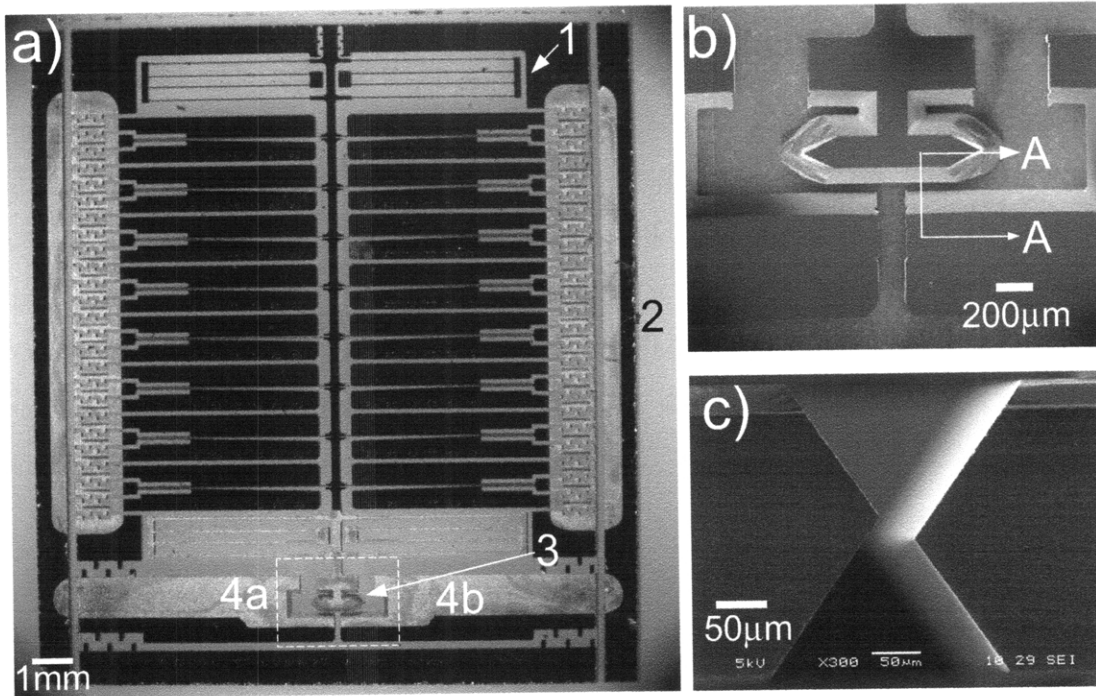 a)
1
2
3
4a
4b
1mm
b)
A
A
200μm
c)
50μm
5kV X300 50μm 10 29 SEI